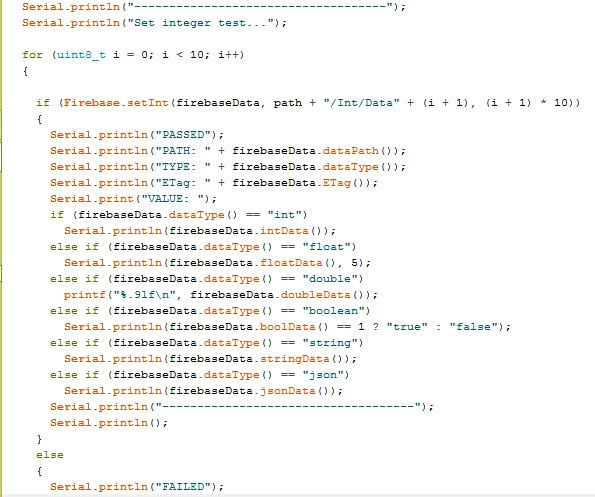 Serial.println("------------------------------------");
Serial.println("Set integer test...");
for (uint8_t i = 0; i < 10; i++)
{
if (Firebase.setInt(firebaseData, path + "/Int/Data" + (i + 1), (i + 1) * 10))
{
Serial.println("PASSED");
Serial.println("PATH: " + firebaseData.dataPath());
Serial.println("TYPE: " + firebaseData.dataType());
Serial.println("ETag: " + firebaseData.ETag());
Serial.print("VALUE: ");
if (firebaseData.dataType() == "int")
Serial.println(firebaseData.intData());
else if (firebaseData.dataType() == "float")
Serial.println(firebaseData.floatData(), 5);
else if (firebaseData.dataType() == "double")
printf("%.9lf\n", firebaseData.doubleData());
else if (firebaseData.dataType() == "boolean")
Serial.println(firebaseData.boolData() == 1 ? "true" : "false");
else if (firebaseData.dataType() == "string")
Serial.println(firebaseData.stringData());
else if (firebaseData.dataType() == "json")
Serial.println(firebaseData.jsonData());
Serial.println("------------------------------------");
Serial.println();
}
else
{
Serial.println("FAILED");